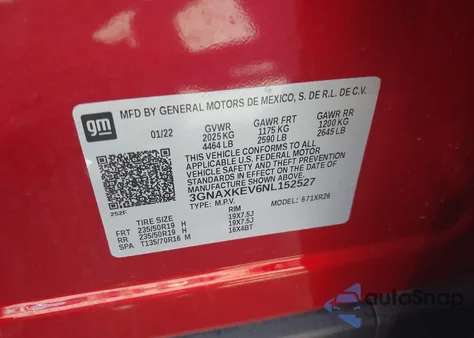 MFD BY GENERAL MOTORS DE MEXICO, S. DE R.L. DE C.V.
gm
01/22 GVWR GAWR FRT GAWR RR
2025 KG 1175 KG 1200 KG
4464 LB 2590 LB 2645 LB
THIS VEHICLE CONFORMS TO ALL
APPLICABLE U.S. FEDERAL MOTOR
VEHICLE SAFETY AND THEFT PREVENTION
STANDARDS IN EFFECT ON THE DATE OF
MANUFACTURE SHOWN ABOVE.
3GNAXKEV6NL152527
TYPE: M.P.V. MODEL: 671XR26
252F
TIRE SIZE RIM
FRT 235/50R19 H 19X7.5J
RR 235/50R19 H 19X7.5J
SPA T135/70R16 M 16X4BT
autoSnap